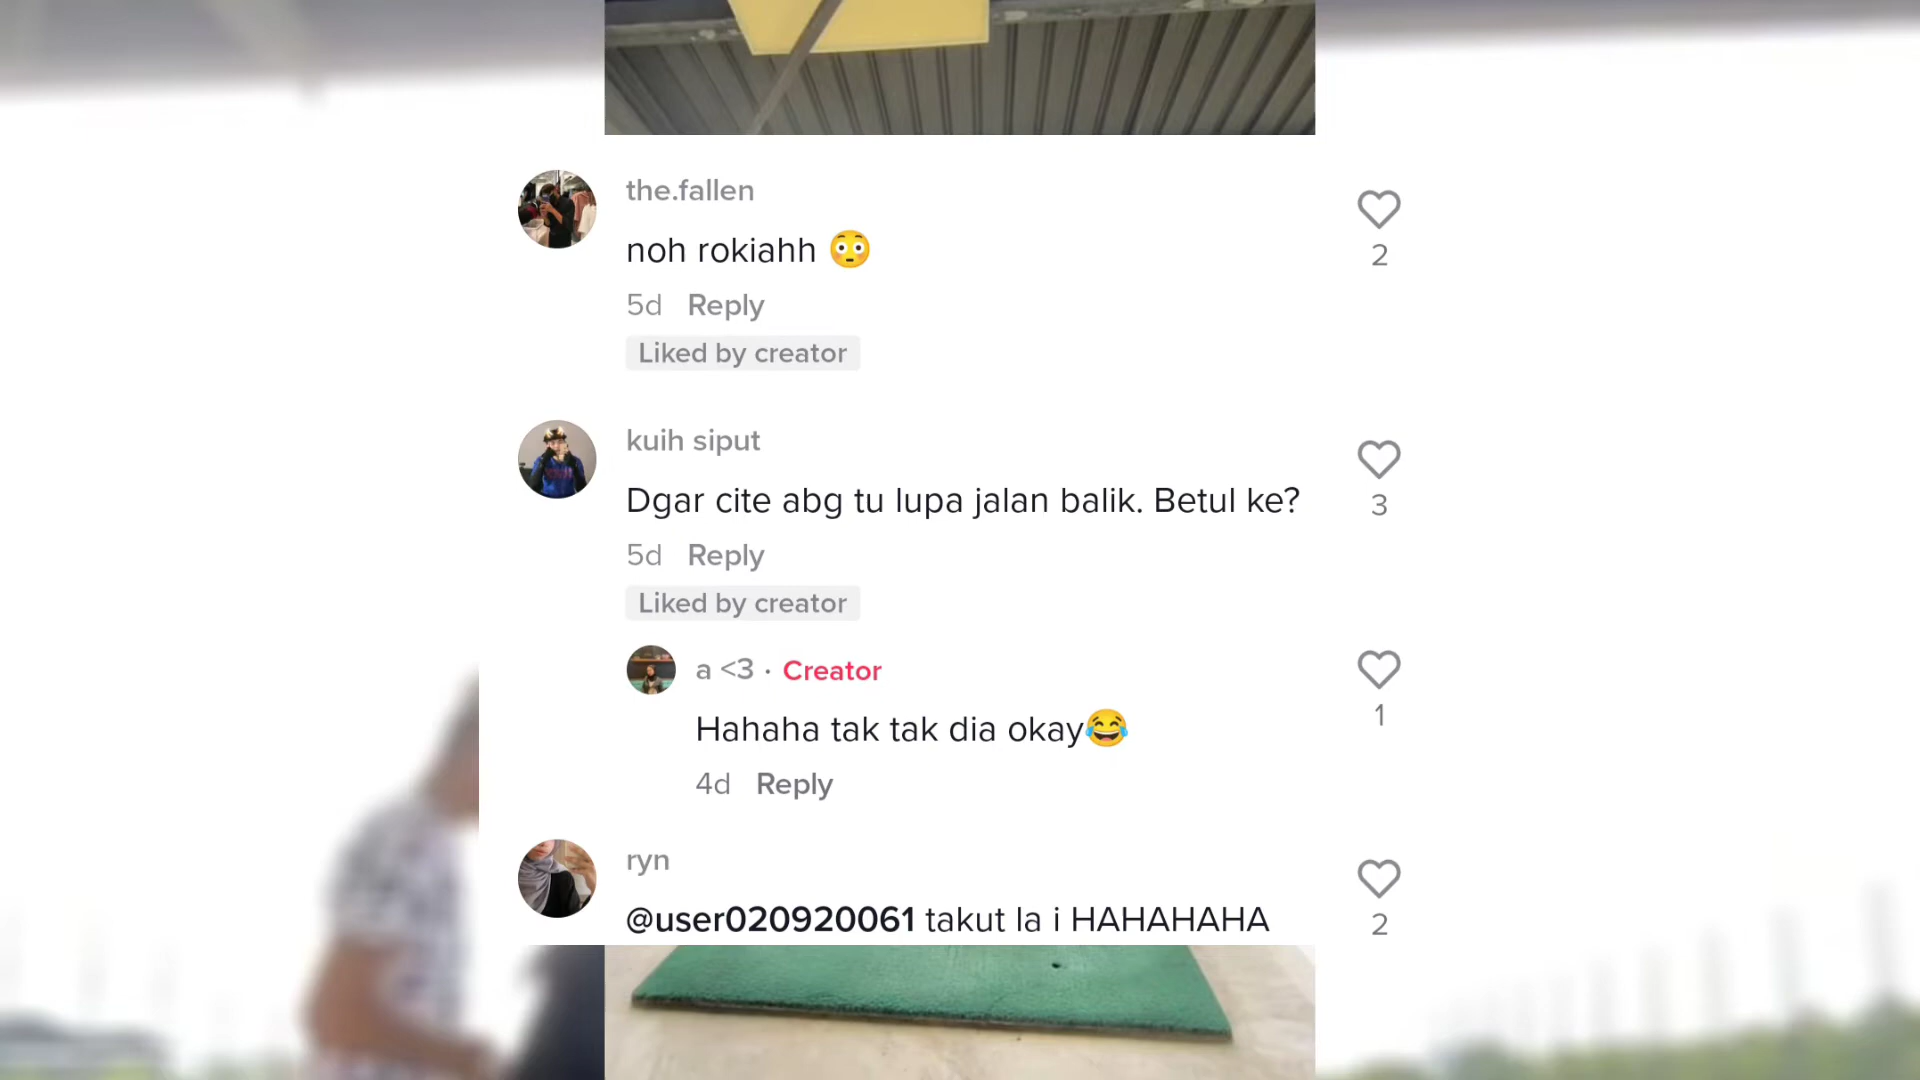 the.fallen
noh rokiahh 😳
2
5d Reply
Liked by creator
kuih siput
Dgar cite abg tu lupa jalan balik. Betul ke?
3
5d Reply
Liked by creator
a <3 · Creator
Hahaha tak tak dia okay😂
1
4d Reply
ryn
@user020920061 takut la i HAHAHAHA
2